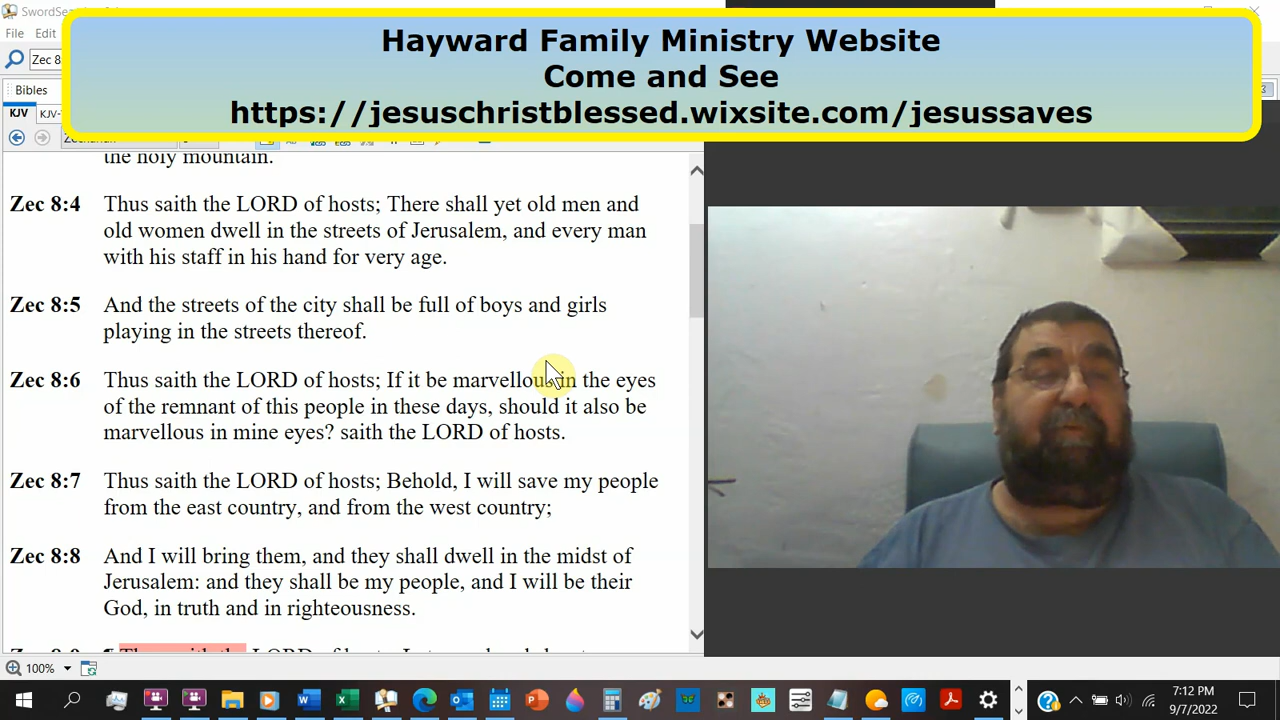 Hayward Family Ministry Website
Come and See
https://jesuschristblessed.wixsite.com/jesussaves
File Edit
Zec 8
Bibles
KJV KJV-
the holy mountain.
Zec 8:4 Thus saith the LORD of hosts; There shall yet old men and
old women dwell in the streets of Jerusalem, and every man
with his staff in his hand for very age.
Zec 8:5 And the streets of the city shall be full of boys and girls
playing in the streets thereof.
Zec 8:6 Thus saith the LORD of hosts; If it be marvellous in the eyes
of the remnant of this people in these days, should it also be
marvellous in mine eyes? saith the LORD of hosts.
Zec 8:7 Thus saith the LORD of hosts; Behold, I will save my people
from the east country, and from the west country;
Zec 8:8 And I will bring them, and they shall dwell in the midst of
Jerusalem: and they shall be my people, and I will be their
God, in truth and in righteousness.
100%
7:12 PM
9/7/2022